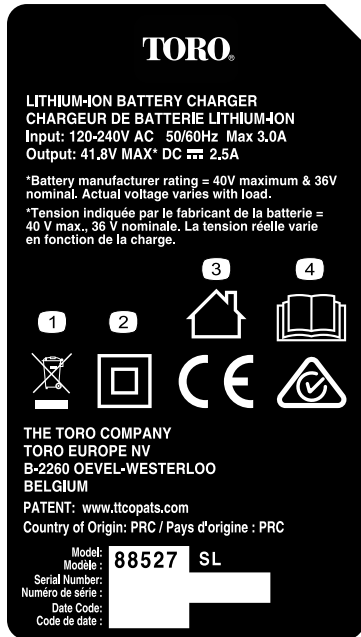 TORO®
LITHIUM-ION BATTERY CHARGER
CHARGEUR DE BATTERIE LITHIUM-ION
Input: 120-240V AC 50/60Hz Max 3.0A
Output: 41.8V MAX* DC ⎓ 2.5A
*Battery manufacturer rating = 40V maximum & 36V
nominal. Actual voltage varies with load.
*Tension indiquée par le fabricant de la batterie =
40 V max., 36 V nominale. La tension réelle varie
en fonction de la charge.
1 2 3 4
CE
THE TORO COMPANY
TORO EUROPE NV
B-2260 OEVEL-WESTERLOO
BELGIUM
PATENT: www.ttcopats.com
Country of Origin: PRC / Pays d'origine : PRC
Model:
Modèle : 88527 SL
Serial Number:
Numéro de série :
Date Code:
Code de date :